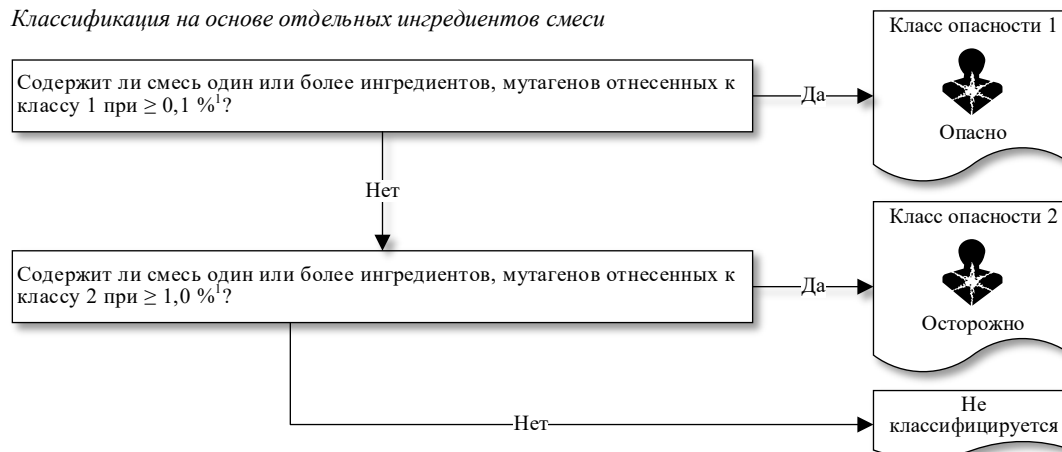 Классификация на основе отдельных ингредиентов смеси
Класс опасности 1
Содержит ли смесь один или более ингредиентов, мутагенов отнесенных к
классу 1 при ≥ 0,1 %¹?
Да
Опасно
Нет
Класс опасности 2
Содержит ли смесь один или более ингредиентов, мутагенов отнесенных к
классу 2 при ≥ 1,0 %¹?
Да
Осторожно
Нет
Не
классифицируется